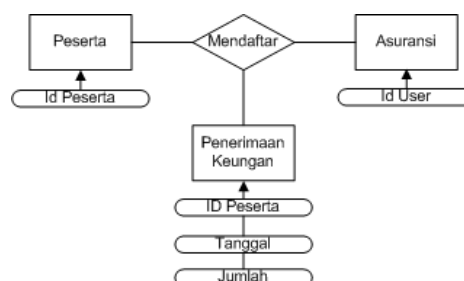 Peserta
Mendaftar
Asuransi
Id Peserta
Id User
Penerimaan
Keungan
ID Peserta
Tanggal
Jumlah